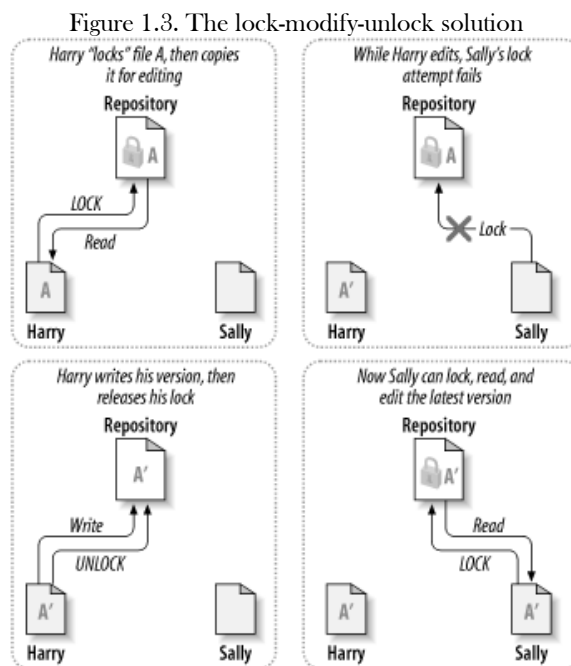 Figure 1.3. The lock-modify-unlock solution
Harry “locks” file A, then copies
it for editing
Repository
A
LOCK
Read
A
Harry
Sally
While Harry edits, Sally’s lock
attempt fails
Repository
A
Lock
A’
Harry
Sally
Harry writes his version, then
releases his lock
Repository
A’
Write
UNLOCK
A’
Harry
Sally
Now Sally can lock, read, and
edit the latest version
Repository
A’
Read
LOCK
A’
A’
Harry
Sally